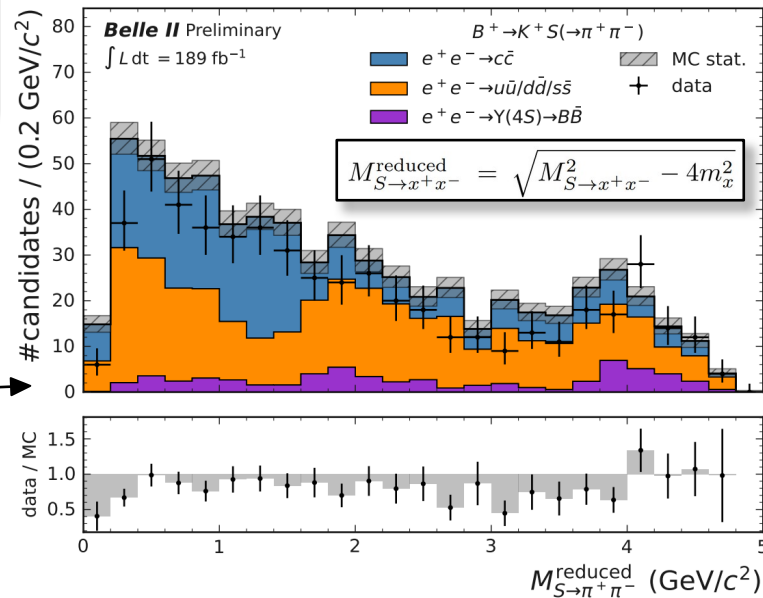 Belle II Preliminary
∫ L dt = 189 fb⁻¹
B⁺→K⁺S(→π⁺π⁻)
e⁺e⁻→cc̄
e⁺e⁻→uū/dd̄/ss̄
e⁺e⁻→Υ(4S)→BB̄
MC stat.
data
M^{reduced}_{S→x⁺x⁻} = √(M²_{S→x⁺x⁻} − 4m²_x)
#candidates / (0.2 GeV/c²)
80
70
60
50
40
30
20
10
0
data / MC
1.5
1.0
0.5
0 1 2 3 4 5
M^{reduced}_{S→π⁺π⁻} (GeV/c²)